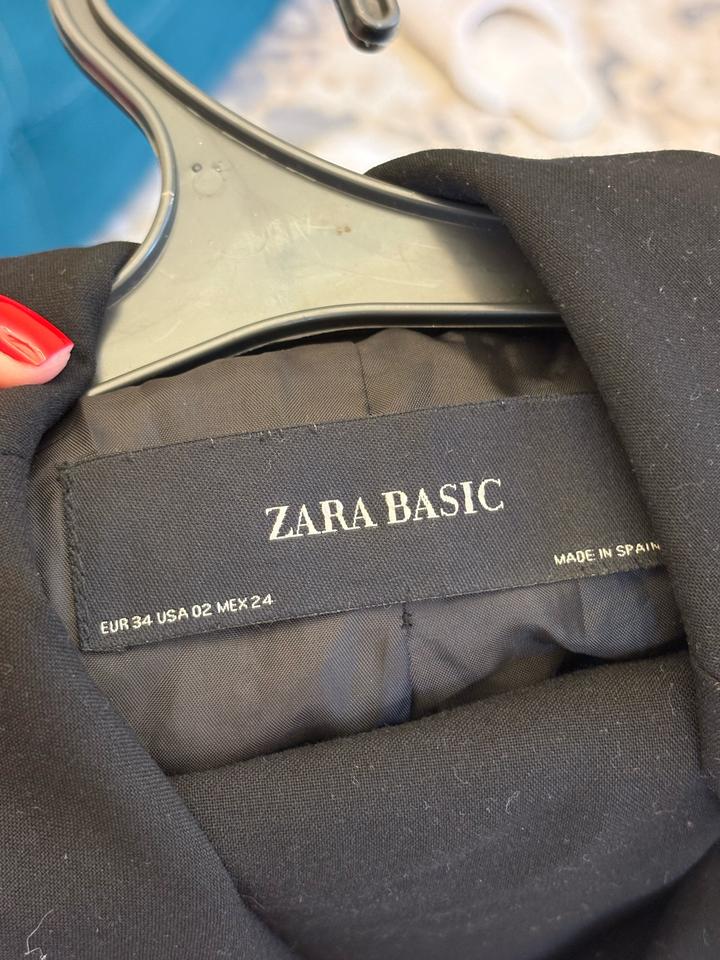 ZARA BASIC
MADE IN SPAIN
EUR 34 USA 02 MEX 24